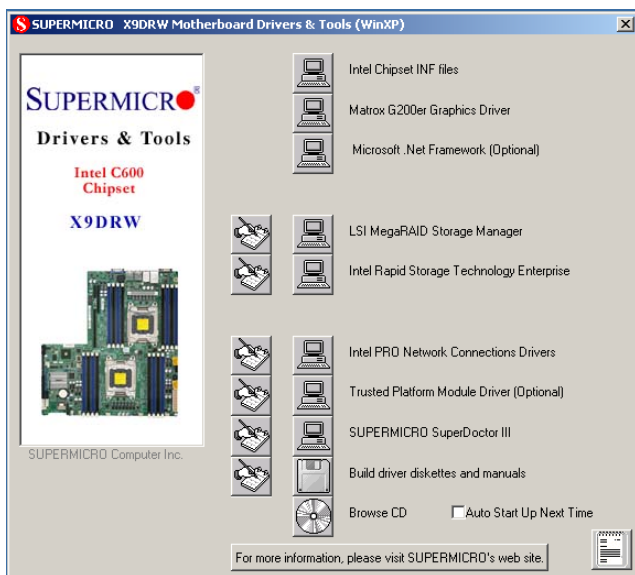 SUPERMICRO X9DRW Motherboard Drivers & Tools (WinXP)
SUPERMICRO®
Drivers & Tools
Intel C600
Chipset
X9DRW
SUPERMICRO Computer Inc.
Intel Chipset INF files
Matrox G200er Graphics Driver
Microsoft .Net Framework (Optional)
LSI MegaRAID Storage Manager
Intel Rapid Storage Technology Enterprise
Intel PRO Network Connections Drivers
Trusted Platform Module Driver (Optional)
SUPERMICRO SuperDoctor III
Build driver diskettes and manuals
Browse CD
Auto Start Up Next Time
For more information, please visit SUPERMICRO's web site.